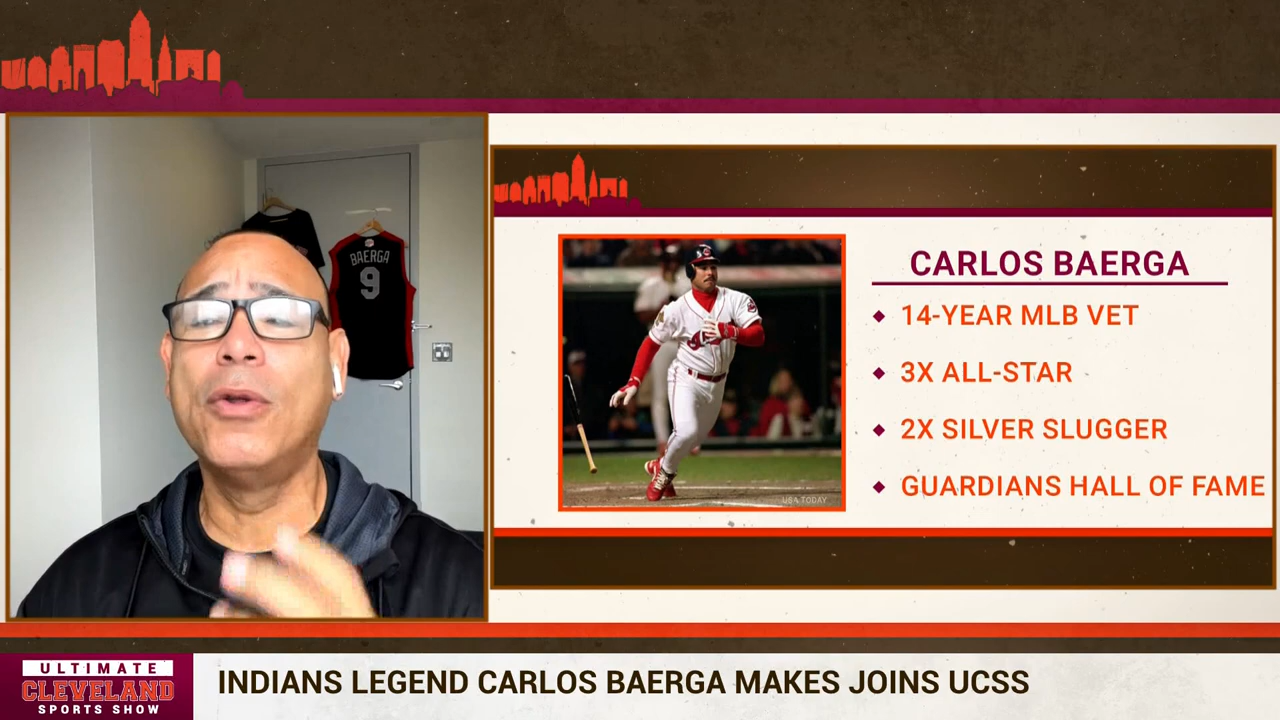 BAERGA
9
CARLOS BAERGA
14-YEAR MLB VET
3X ALL-STAR
2X SILVER SLUGGER
GUARDIANS HALL OF FAME
USA TODAY
ULTIMATE
CLEVELAND
SPORTS SHOW
INDIANS LEGEND CARLOS BAERGA MAKES JOINS UCSS